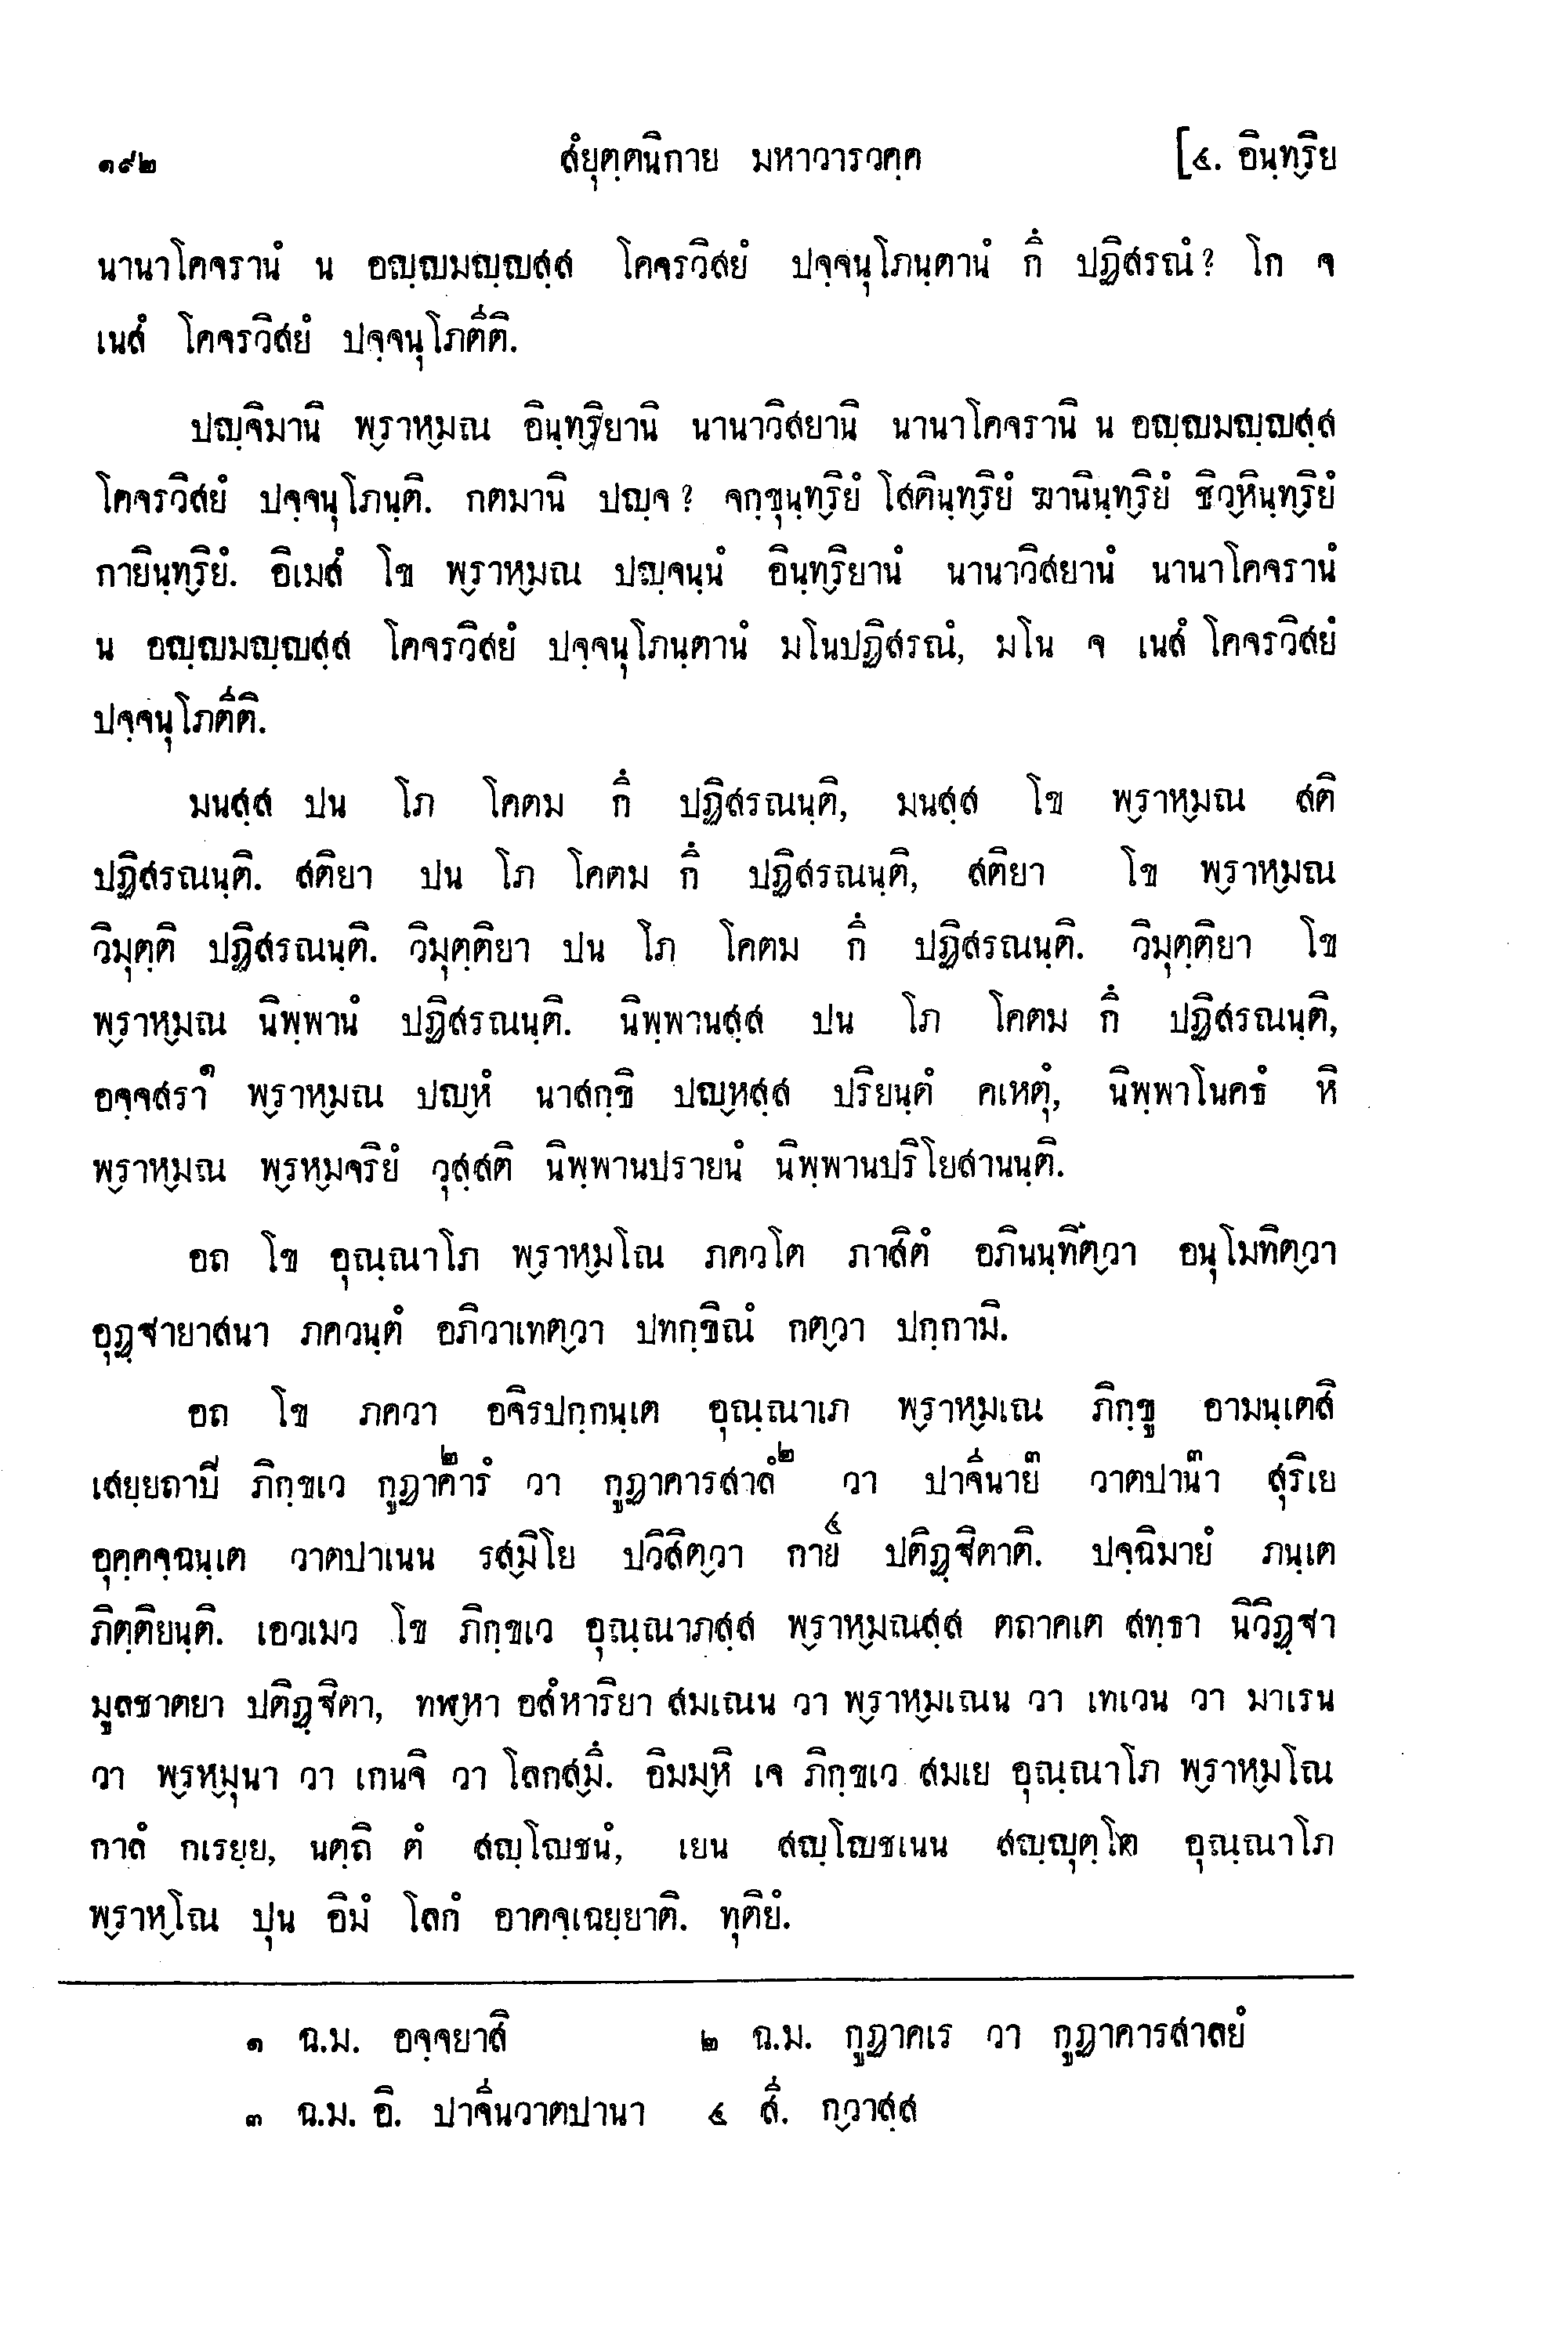 ๑๙๒ สํยุตฺตนิกาย มหาวารวคฺค [๔. อินฺทฺริย
นานาโคจรานํ น อญฺญมญฺญสฺส โคจรวิสยํ ปจฺจนุโภนฺตานํ กึ ปฏิสรณํ? โก จ
เนสํ โคจรวิสยํ ปจฺจนุโภตีติ.
ปญฺจิมานิ พฺราหฺมณ อินฺทฺริยานิ นานาวิสยานิ นานาโคจรานิ น อญฺญมญฺญสฺส
โคจรวิสยํ ปจฺจนุโภนฺติ. กตมานิ ปญฺจ? จกฺขุนฺทฺริยํ โสตินฺทฺริยํ ฆานินฺทฺริยํ ชิวฺหินฺทฺริยํ
กายินฺทฺริยํ. อิเมสํ โข พฺราหฺมณ ปญฺจนฺนํ อินฺทฺริยานํ นานาวิสยานํ นานาโคจรานํ
น อญฺญมญฺญสฺส โคจรวิสยํ ปจฺจนุโภนฺตานํ มโนปฏิสรณํ, มโน จ เนสํ โคจรวิสยํ
ปจฺจนุโภตีติ.
มนสฺส ปน โภ โคตม กึ ปฏิสรณนฺติ, มนสฺส โข พฺราหฺมณ สติ
ปฏิสรณนฺติ. สติยา ปน โภ โคตม กึ ปฏิสรณนฺติ, สติยา โข พฺราหฺมณ
วิมุตฺติ ปฏิสรณนฺติ. วิมุตฺติยา ปน โภ โคตม กึ ปฏิสรณนฺติ. วิมุตฺติยา โข
พฺราหฺมณ นิพฺพานํ ปฏิสรณนฺติ. นิพฺพานสฺส ปน โภ โคตม กึ ปฏิสรณนฺติ,
อจฺจสรา๑ พฺราหฺมณ ปญฺหํ นาสกฺขิ ปญฺหสฺส ปริยนฺตํ คเหตุํ, นิพฺพาโนคธํ หิ
พฺราหฺมณ พฺรหฺมจริยํ วุสฺสติ นิพฺพานปรายนํ นิพฺพานปริโยสานนฺติ.
อถ โข อุณฺณาโภ พฺราหฺมโณ ภควโต ภาสิตํ อภินนฺทิตฺวา อนุโมทิตฺวา
อุฏฺฐายาสนา ภควนฺตํ อภิวาเทตฺวา ปทกฺขิณํ กตฺวา ปกฺกามิ.
อถ โข ภควา อจิรปกฺกนฺเต อุณฺณาเภ พฺราหฺมเณ ภิกฺขู อามนฺเตสิ
เสยฺยถาปี ภิกฺขเว กูฏาคารํ๒ วา กูฏาคารสาลํ๒ วา ปาจีนาย๓ วาตปานา๓ สุริเย
อุคฺคจฺฉนฺเต วาตปาเนน รสฺมิโย ปวิสิตฺวา กาย๔ ปติฏฺฐิตาติ. ปจฺฉิมายํ ภนฺเต
ภิตฺติยนฺติ. เอวเมว โข ภิกฺขเว อุณฺณาภสฺส พฺราหฺมณสฺส ตถาคเต สทฺธา นิวิฏฺฐา
มูลชาตยา ปติฏฺฐิตา, ทฬฺหา อสํหาริยา สมเณน วา พฺราหฺมเณน วา เทเวน วา มาเรน
วา พฺรหฺมุนา วา เกนจิ วา โลกสฺมึ. อิมมฺหิ เจ ภิกฺขเว สมเย อุณฺณาโภ พฺราหฺมโณ
กาลํ กเรยฺย, นตฺถิ ตํ สญฺโญชนํ, เยน สญฺโญชเนน สญฺญุตฺโต อุณฺณาโภ
พฺราหฺโณ ปุน อิมํ โลกํ อาคจฺเฉยฺยาติ. ทุติยํ.
๑ ฉ.ม. อจฺจยาสิ ๒ ฉ.ม. กูฏาคเร วา กูฏาคารสาลยํ
๓ ฉ.ม. อิ. ปาจีนวาตปานา ๔ สี. กฺวาสฺส